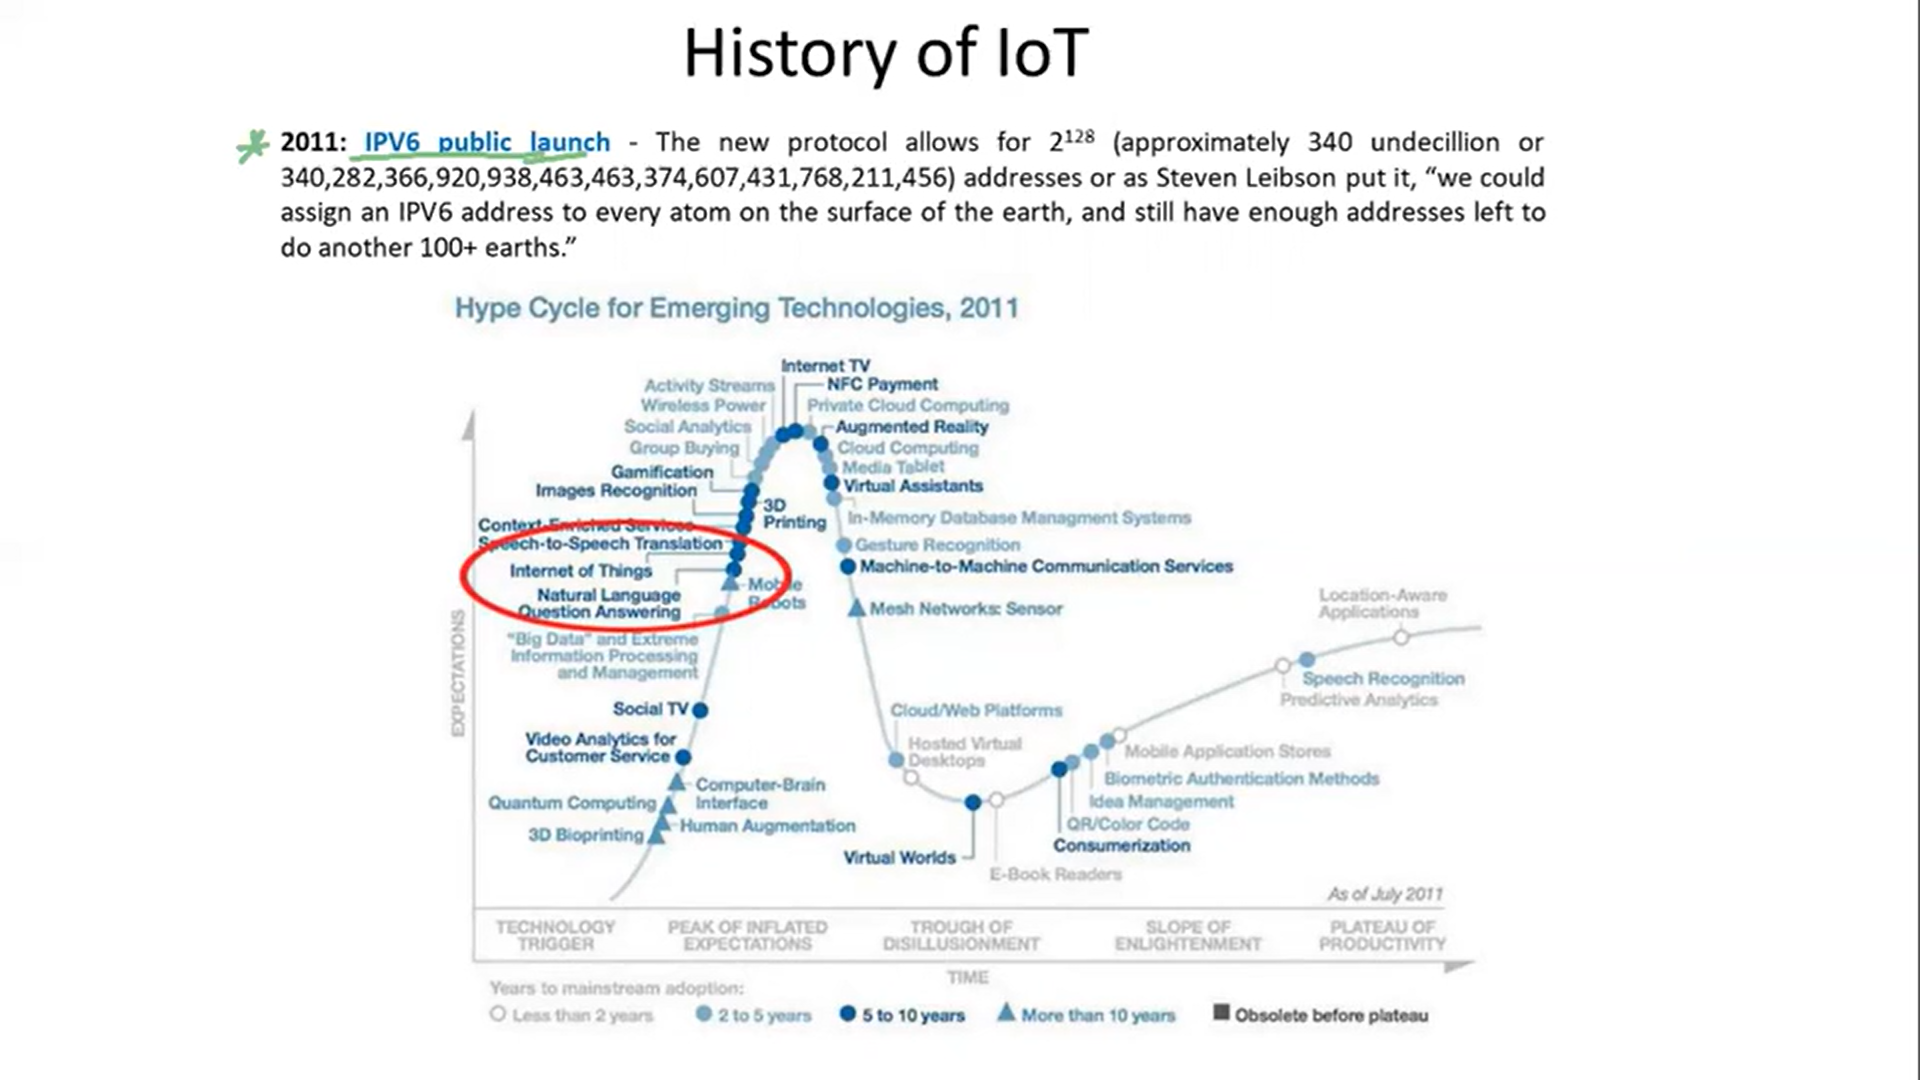 History of IoT
2011: IPV6 public launch - The new protocol allows for 2¹²⁸ (approximately 340 undecillion or
340,282,366,920,938,463,463,374,607,431,768,211,456) addresses or as Steven Leibson put it, “we could
assign an IPV6 address to every atom on the surface of the earth, and still have enough addresses left to
do another 100+ earths.”
Hype Cycle for Emerging Technologies, 2011
Internet TV
Activity Streams
NFC Payment
Wireless Power
Private Cloud Computing
Social Analytics
Augmented Reality
Group Buying
Cloud Computing
Media Tablet
Gamification
Virtual Assistants
Images Recognition
3D
Printing
In-Memory Database Managment Systems
Context-Enriched Services
Speech-to-Speech Translation
Gesture Recognition
Internet of Things
Machine-to-Machine Communication Services
Natural Language
Question Answering
Mobile
Robots
Mesh Networks: Sensor
Location-Aware
Applications
"Big Data" and Extreme
Information Processing
and Management
Speech Recognition
Predictive Analytics
Social TV
Cloud/Web Platforms
Video Analytics for
Customer Service
Hosted Virtual
Desktops
Mobile Application Stores
Computer-Brain
Interface
Biometric Authentication Methods
Quantum Computing
Idea Management
Human Augmentation
QR/Color Code
3D Bioprinting
Consumerization
Virtual Worlds
E-Book Readers
EXPECTATIONS
As of July 2011
TECHNOLOGY
TRIGGER
PEAK OF INFLATED
EXPECTATIONS
TROUGH OF
DISILLUSIONMENT
SLOPE OF
ENLIGHTENMENT
PLATEAU OF
PRODUCTIVITY
TIME
Years to mainstream adoption:
Less than 2 years
2 to 5 years
5 to 10 years
More than 10 years
Obsolete before plateau